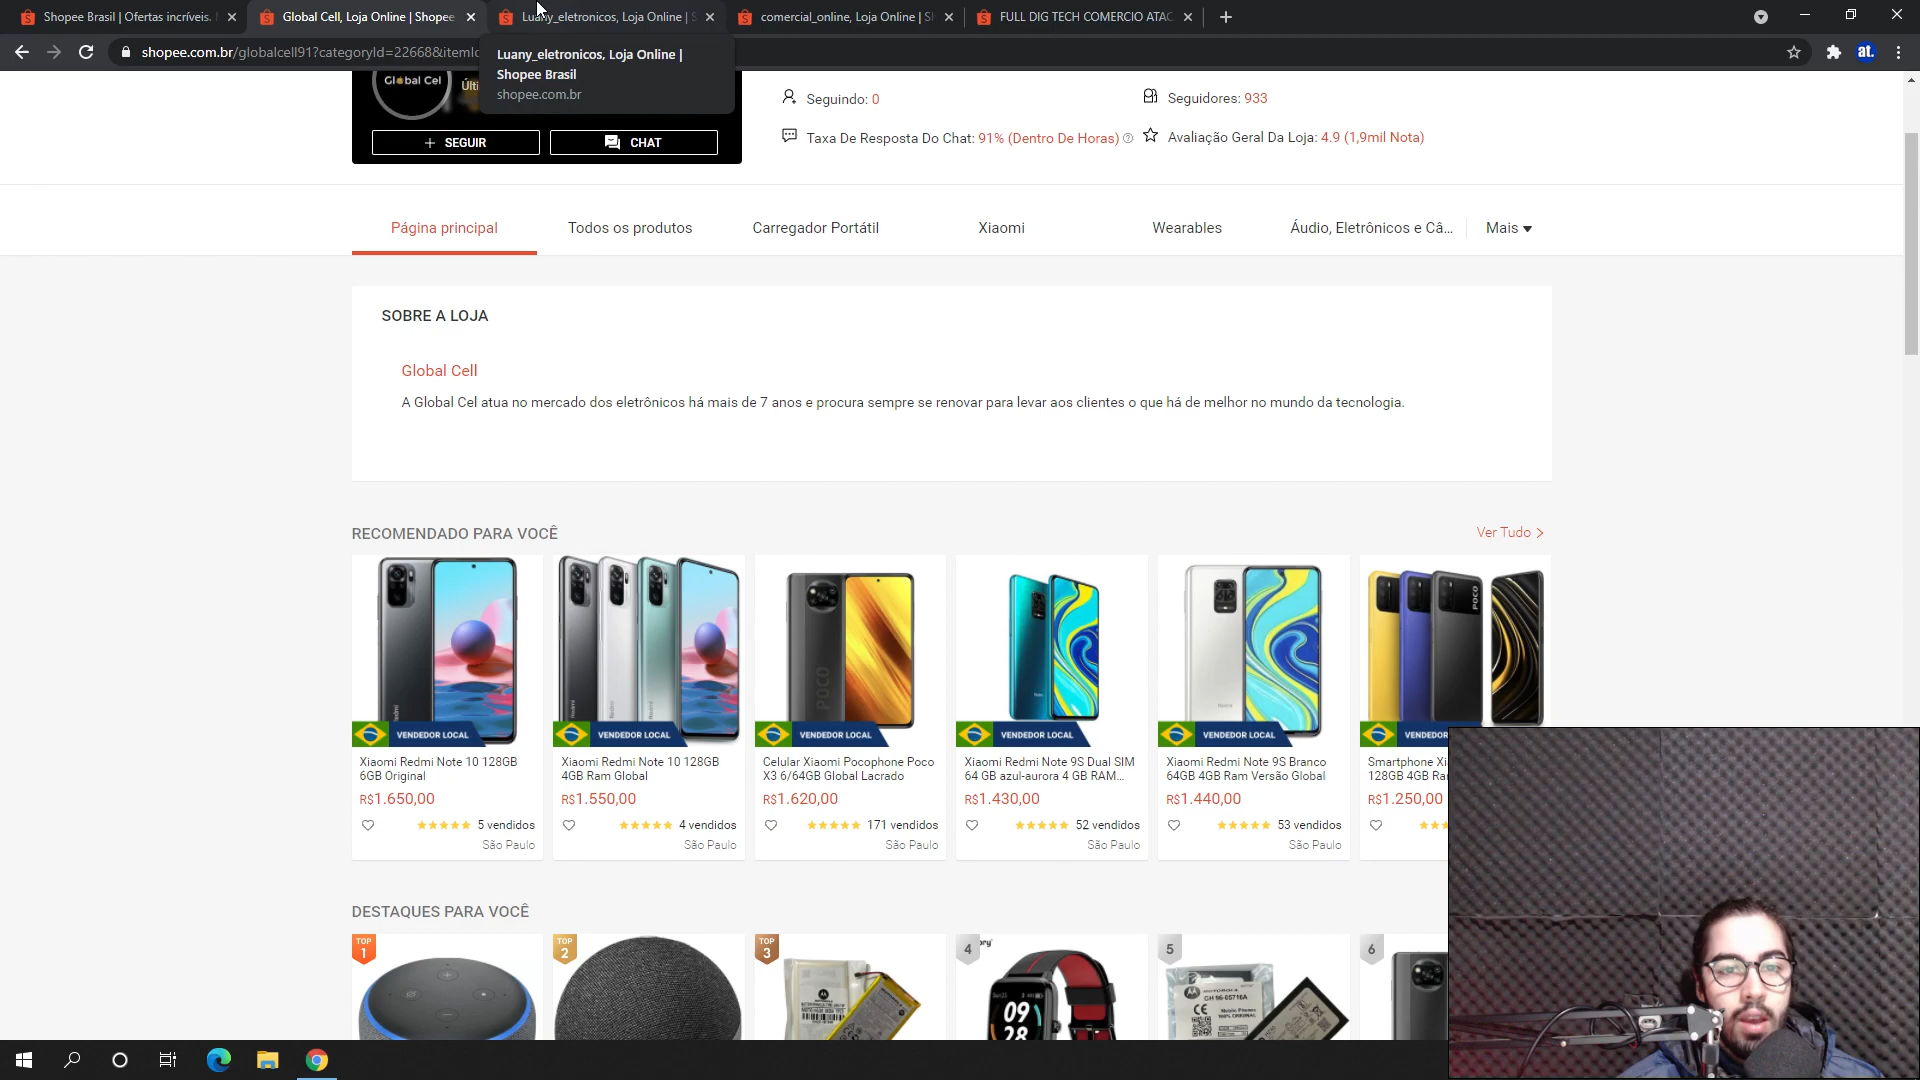 Shopee Brasil | Ofertas incríveis.
Global Cell, Loja Online | Shopee
Luany_eletronicos, Loja Online | S
comercial_online, Loja Online | Sh
FULL DIG TECH COMERCIO ATAC
shopee.com.br/globalcell91?categoryId=22668&itemId
at.
Luany_eletronicos, Loja Online |
Shopee Brasil
shopee.com.br
Global Cel
Últi
SEGUIR
CHAT
Seguindo: 0
Seguidores: 933
Taxa De Resposta Do Chat: 91% (Dentro De Horas)
Avaliação Geral Da Loja: 4.9 (1,9mil Nota)
Página principal
Todos os produtos
Carregador Portátil
Xiaomi
Wearables
Áudio, Eletrônicos e Câ...
Mais
SOBRE A LOJA
Global Cell
A Global Cel atua no mercado dos eletrônicos há mais de 7 anos e procura sempre se renovar para levar aos clientes o que há de melhor no mundo da tecnologia.
RECOMENDADO PARA VOCÊ
Ver Tudo
VENDEDOR LOCAL
Xiaomi Redmi Note 10 128GB
6GB Original
R$1.650,00
5 vendidos
São Paulo
VENDEDOR LOCAL
Xiaomi Redmi Note 10 128GB
4GB Ram Global
R$1.550,00
4 vendidos
São Paulo
POCO
VENDEDOR LOCAL
Celular Xiaomi Pocophone Poco
X3 6/64GB Global Lacrado
R$1.620,00
171 vendidos
São Paulo
VENDEDOR LOCAL
Xiaomi Redmi Note 9S Dual SIM
64 GB azul-aurora 4 GB RAM...
R$1.430,00
52 vendidos
São Paulo
VENDEDOR LOCAL
Xiaomi Redmi Note 9S Branco
64GB 4GB Ram Versão Global
R$1.440,00
53 vendidos
São Paulo
POCO
VENDEDOR
Smartphone Xi
128GB 4GB Ra
R$1.250,00
DESTAQUES PARA VOCÊ
TOP
1
TOP
2
TOP
3
4
5
6
09
28